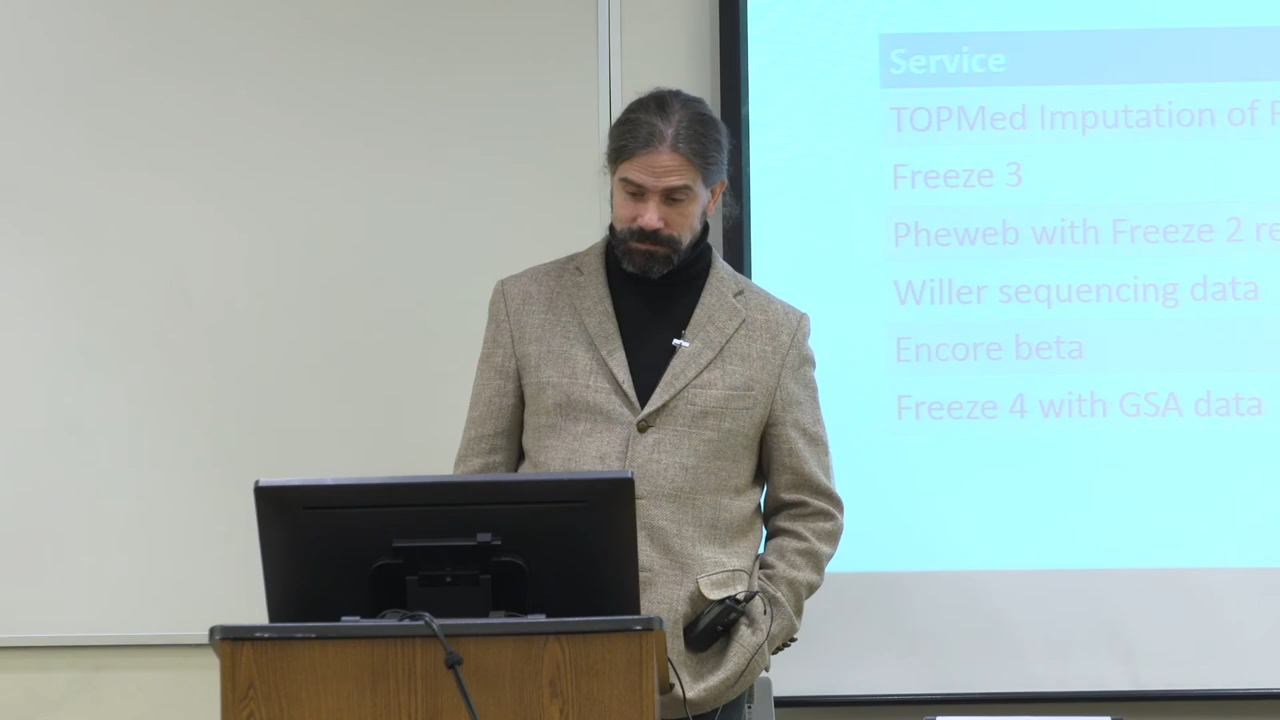 Service
TOPMed Imputation of
Freeze 3
Pheweb with Freeze 2
Willer sequencing data
Encore beta
Freeze 4 with GSA data